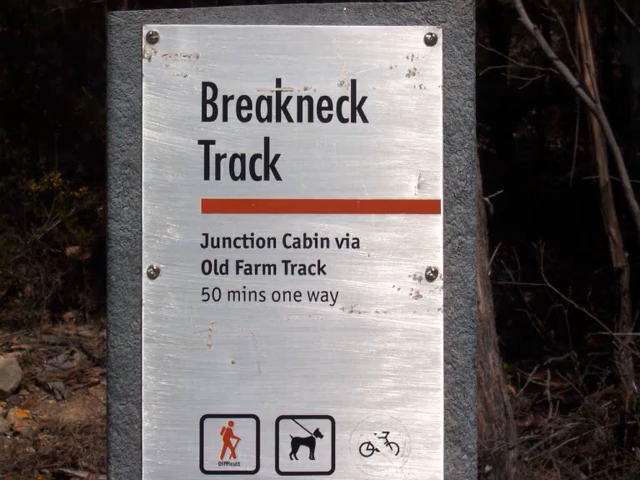 Breakneck
Track
Junction Cabin via
Old Farm Track
50 mins one way
Difficult